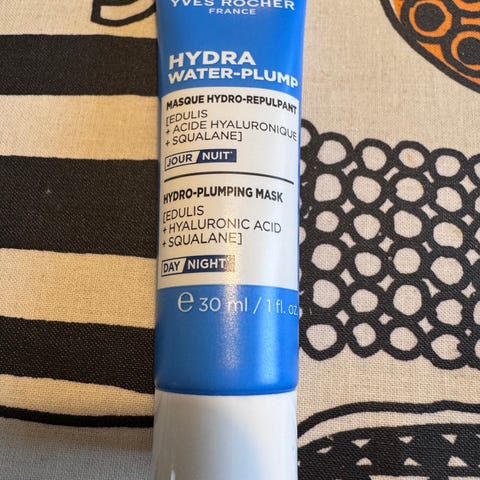 YVES ROCHER
FRANCE
HYDRA
WATER-PLUMP
MASQUE HYDRO-REPULPANT
[EDULIS
+ ACIDE HYALURONIQUE
+ SQUALANE]
JOUR/NUIT
HYDRO-PLUMPING MASK
[EDULIS
+ HYALURONIC ACID
+ SQUALANE]
DAY/NIGHT
℮ 30 ml / 1 fl. oz